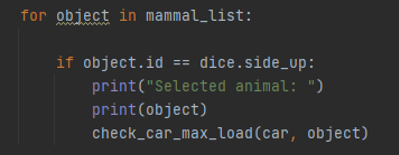 for object in mammal_list:
if object.id == dice.side_up:
print("Selected animal: ")
print(object)
check_car_max_load(car, object)